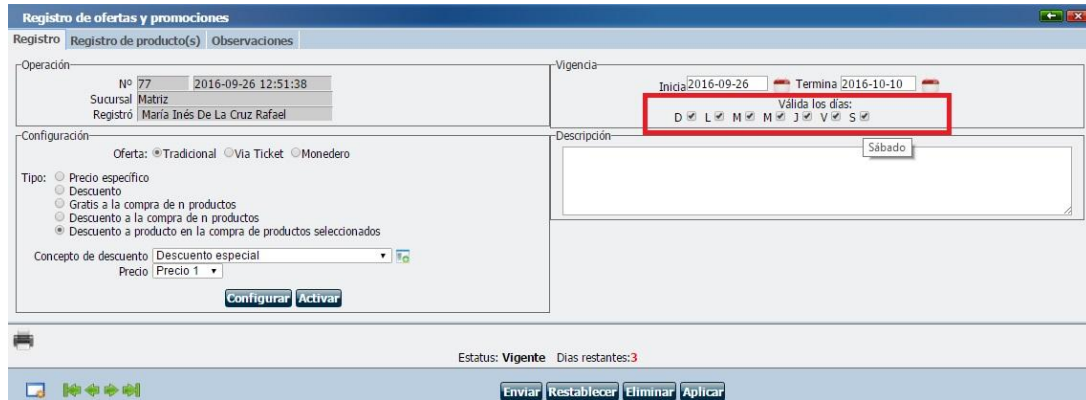 Registro de ofertas y promociones
Registro Registro de producto(s) Observaciones
Operación
Nº 77 2016-09-26 12:51:38
Sucursal Matriz
Registró María Inés De La Cruz Rafael
Vigencia
Inicia 2016-09-26 Termina 2016-10-10
Válida los días:
D L M M J V S
Sábado
Configuración
Oferta: Tradicional Via Ticket Monedero
Tipo: Precio específico
Descuento
Gratis a la compra de n productos
Descuento a la compra de n productos
Descuento a producto en la compra de productos seleccionados
Concepto de descuento Descuento especial
Precio Precio 1
Configurar Activar
Descripción
Estatus: Vigente Dias restantes:3
Enviar Restablecer Eliminar Aplicar